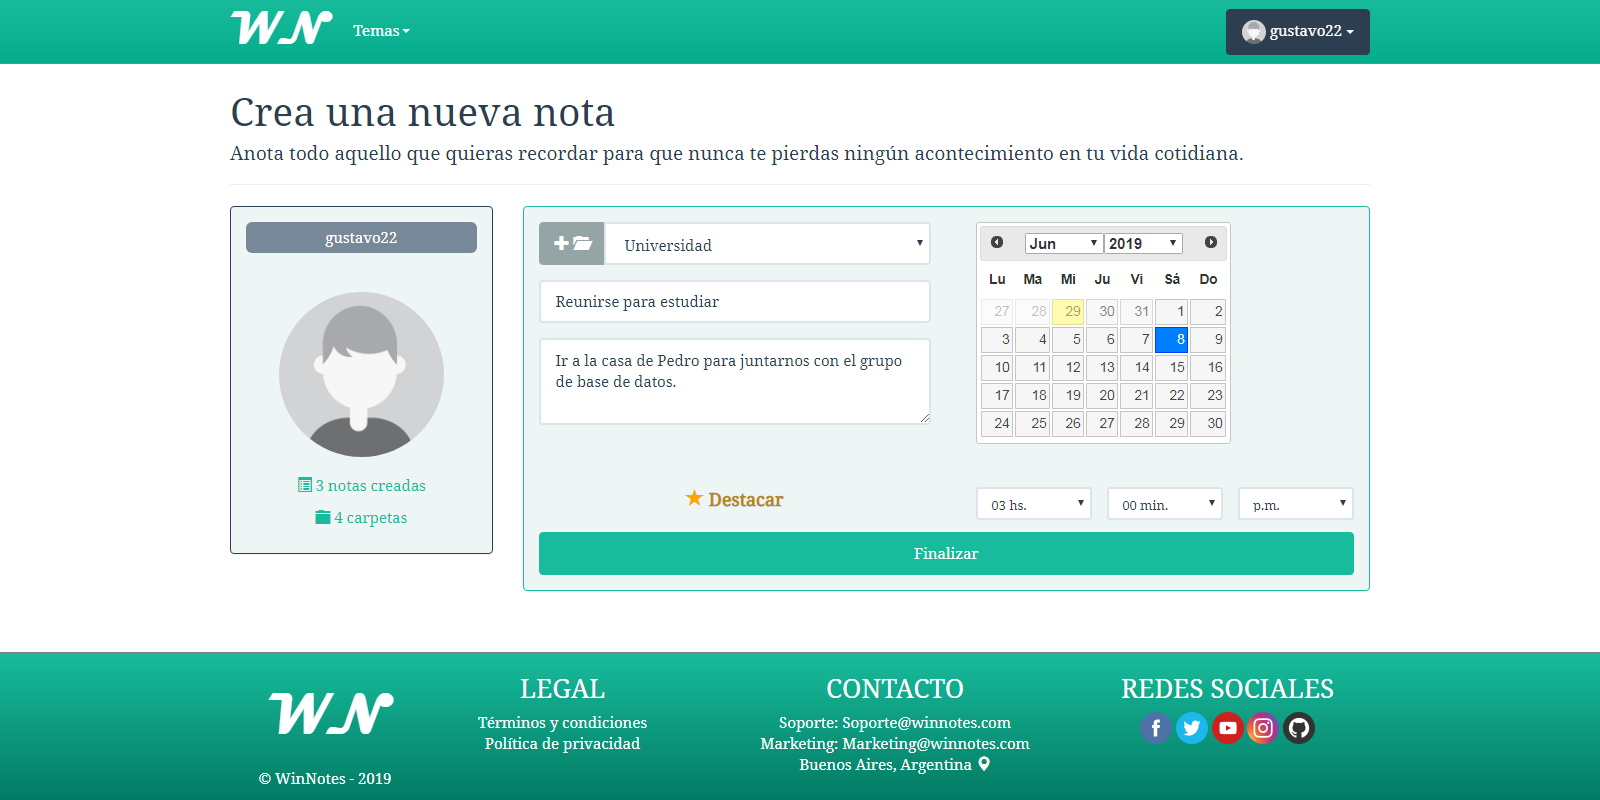 WN Temas gustavo22
Crea una nueva nota
Anota todo aquello que quieras recordar para que nunca te pierdas ningún acontecimiento en tu vida cotidiana.
gustavo22
3 notas creadas
4 carpetas
Universidad
Reunirse para estudiar
Ir a la casa de Pedro para juntarnos con el grupo
de base de datos.
Jun 2019
Lu Ma Mi Ju Vi Sá Do
27 28 29 30 31 1 2
3 4 5 6 7 8 9
10 11 12 13 14 15 16
17 18 19 20 21 22 23
24 25 26 27 28 29 30
Destacar
03 hs. 00 min. p.m.
Finalizar
WN
© WinNotes - 2019
LEGAL
Términos y condiciones
Política de privacidad
CONTACTO
Soporte: Soporte@winnotes.com
Marketing: Marketing@winnotes.com
Buenos Aires, Argentina
REDES SOCIALES